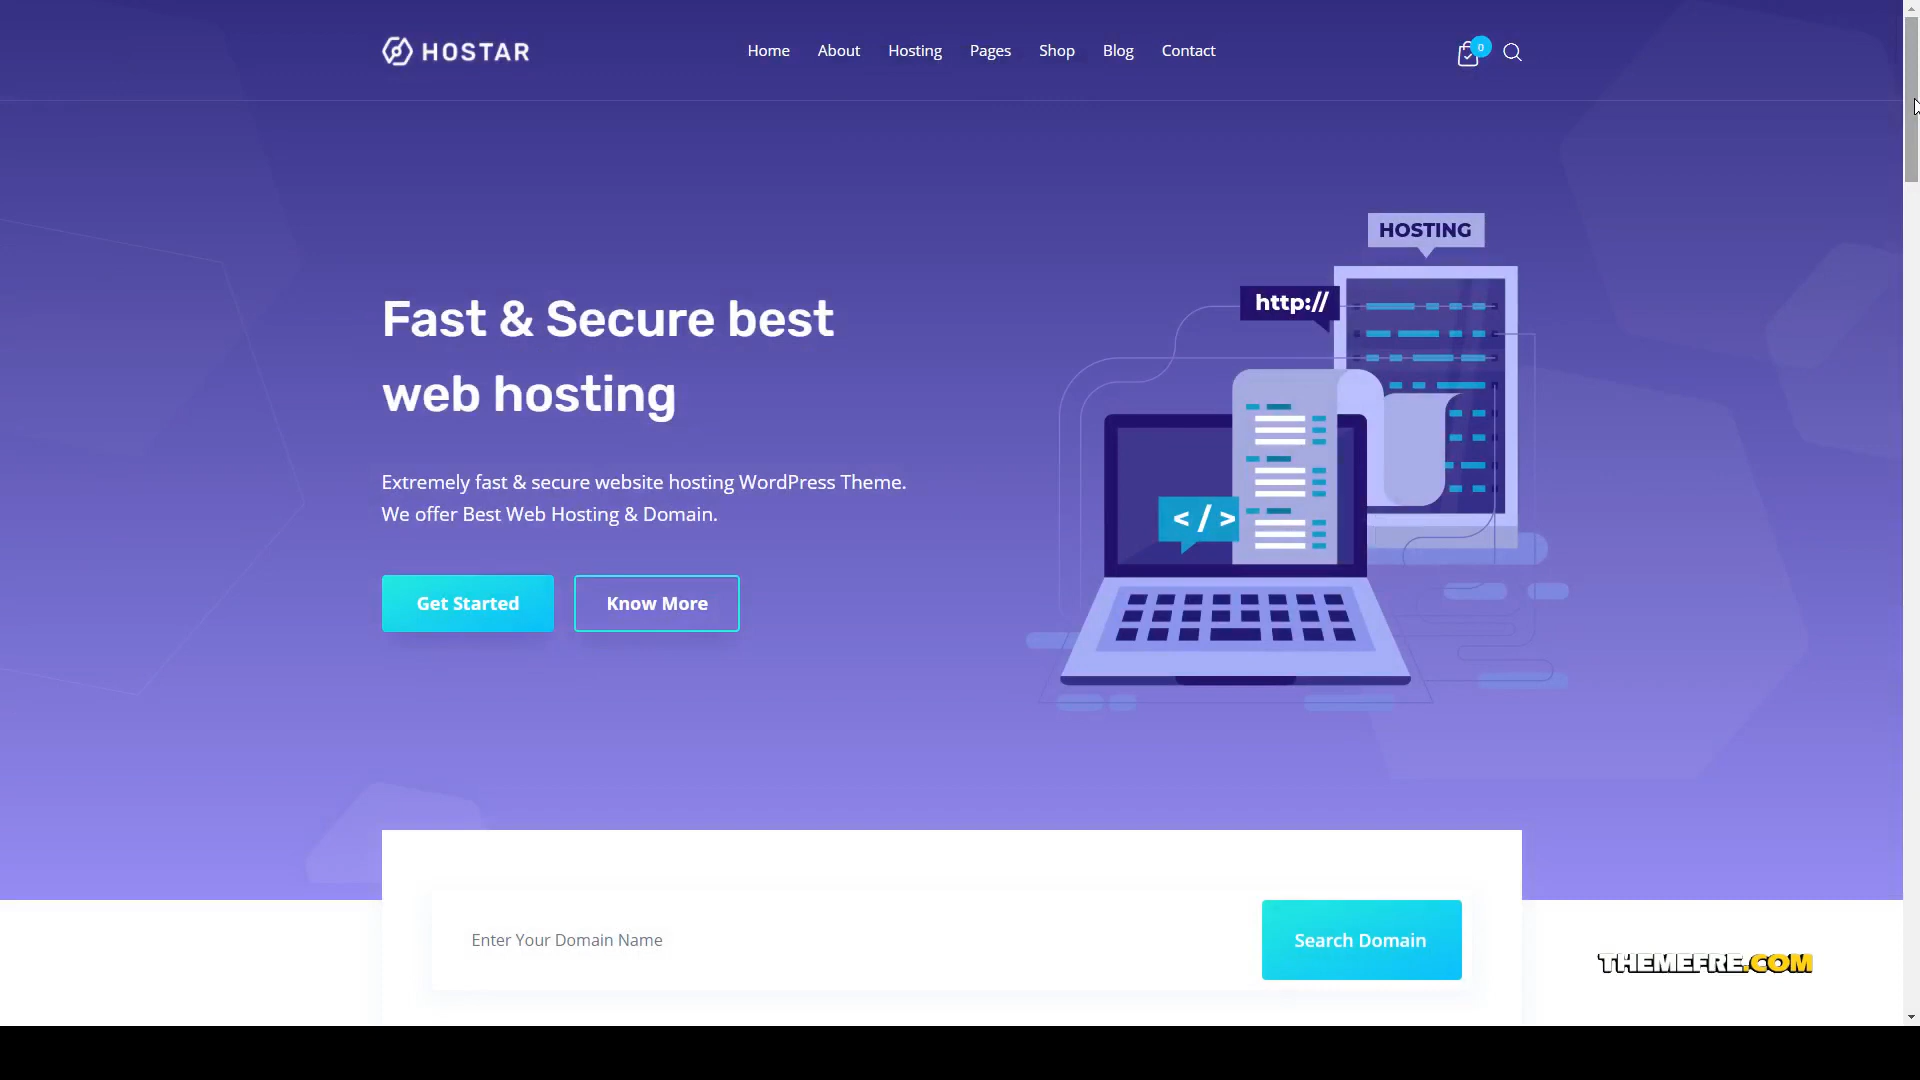 HOSTAR
Home
About
Hosting
Pages
Shop
Blog
Contact
0
Fast & Secure best
web hosting
Extremely fast & secure website hosting WordPress Theme.
We offer Best Web Hosting & Domain.
Get Started
Know More
HOSTING
http://
</>
Enter Your Domain Name
Search Domain
THEMEFRE.COM